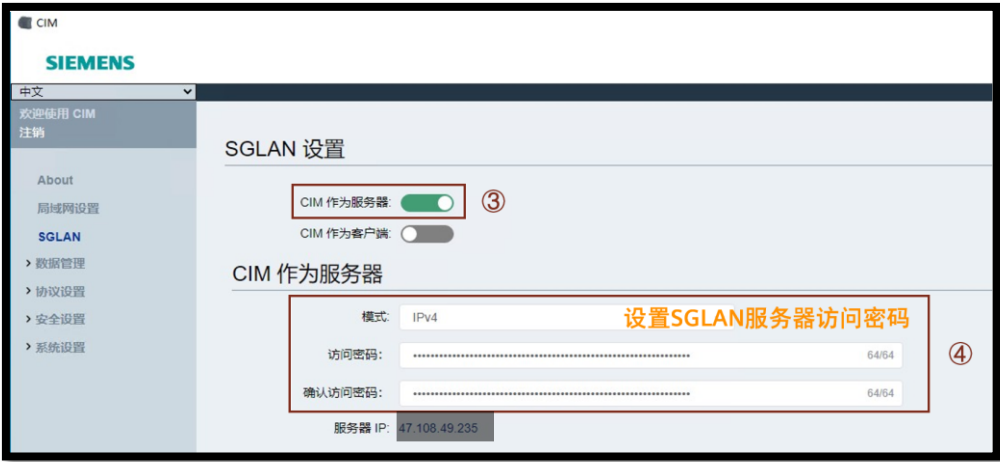 CIM
SIEMENS
中文
欢迎使用 CIM
注销
About
局域网设置
SGLAN
数据管理
协议设置
安全设置
系统设置
SGLAN 设置
CIM 作为服务器:
③
CIM 作为客户端:
CIM 作为服务器
模式:
IPv4
设置SGLAN服务器访问密码
访问密码:
64/64
④
确认访问密码:
64/64
服务器 IP: 47.108.49.235